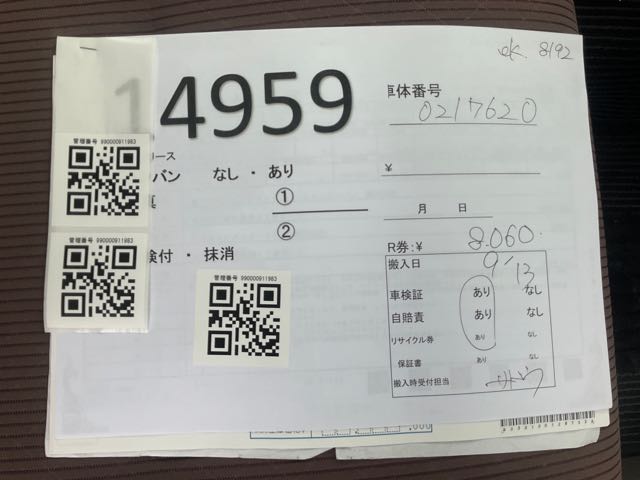 ek 8192
14959
車体番号
0217620
管理番号 990000911983
リース
バン なし・あり
¥
①
月 日
②
R券:¥ 8.060.
管理番号 990000911983
検付・抹消
搬入日 9/13
管理番号 990000911983
車検証 あり なし
自賠責 あり なし
リサイクル券 あり なし
保証書 あり なし
搬入時受付担当